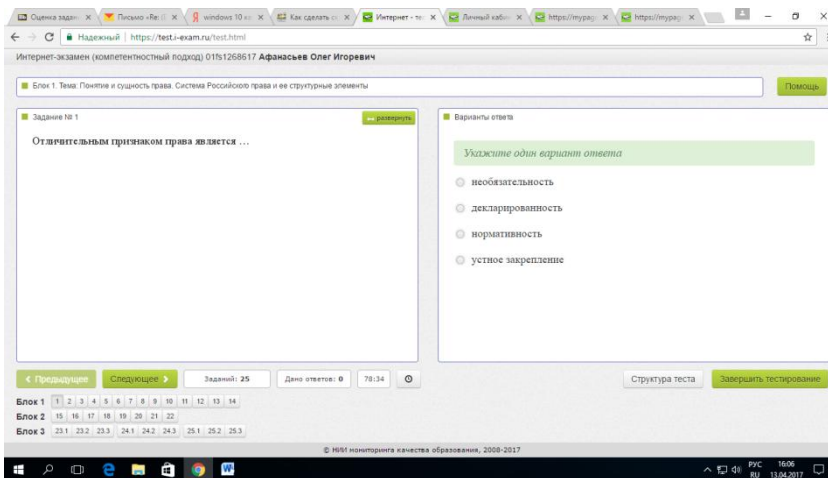 Оценка задан
Письмо «Re: (
windows 10 к
Как сделать с
Интернет - те
Личный кабин
https://mypag
https://mypag
Надежный https://test.i-exam.ru/test.html
Интернет-экзамен (компетентностный подход) 01fs1268617 Афанасьев Олег Игоревич
Блок 1. Тема: Понятие и сущность права. Система Российского права и ее структурные элементы
Помощь
Задание № 1
развернуть
Отличительным признаком права является …
Варианты ответа
Укажите один вариант ответа
необязательность
декларированность
нормативность
устное закрепление
Предыдущее
Следующее
Заданий: 25
Дано ответов: 0
78:34
Структура теста
Завершить тестирование
Блок 1 1 2 3 4 5 6 7 8 9 10 11 12 13 14
Блок 2 15 16 17 18 19 20 21 22
Блок 3 23.1 23.2 23.3 24.1 24.2 24.3 25.1 25.2 25.3
© НИИ мониторинга качества образования, 2008-2017
РУС 16:06
RU 13.04.2017